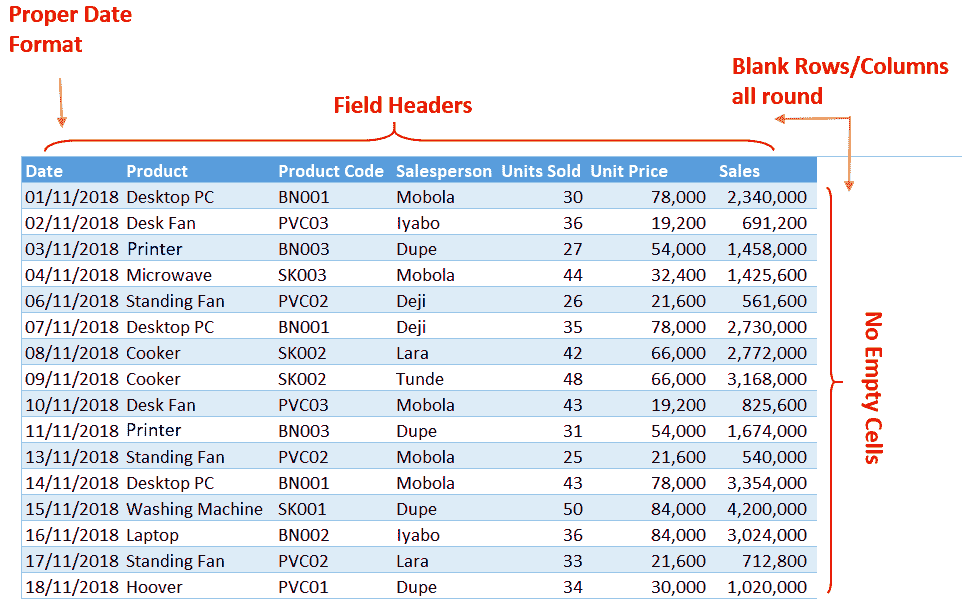 Proper Date
Format
Blank Rows/Columns
all round
Field Headers
Date Product Product Code Salesperson Units Sold Unit Price Sales
01/11/2018 Desktop PC BN001 Mobola 30 78,000 2,340,000
02/11/2018 Desk Fan PVC03 Iyabo 36 19,200 691,200
03/11/2018 Printer BN003 Dupe 27 54,000 1,458,000
04/11/2018 Microwave SK003 Mobola 44 32,400 1,425,600
06/11/2018 Standing Fan PVC02 Deji 26 21,600 561,600
07/11/2018 Desktop PC BN001 Deji 35 78,000 2,730,000
08/11/2018 Cooker SK002 Lara 42 66,000 2,772,000
09/11/2018 Cooker SK002 Tunde 48 66,000 3,168,000
10/11/2018 Desk Fan PVC03 Mobola 43 19,200 825,600
11/11/2018 Printer BN003 Dupe 31 54,000 1,674,000
13/11/2018 Standing Fan PVC02 Mobola 25 21,600 540,000
14/11/2018 Desktop PC BN001 Mobola 43 78,000 3,354,000
15/11/2018 Washing Machine SK001 Dupe 50 84,000 4,200,000
16/11/2018 Laptop BN002 Iyabo 36 84,000 3,024,000
17/11/2018 Standing Fan PVC02 Lara 33 21,600 712,800
18/11/2018 Hoover PVC01 Dupe 34 30,000 1,020,000
No Empty Cells